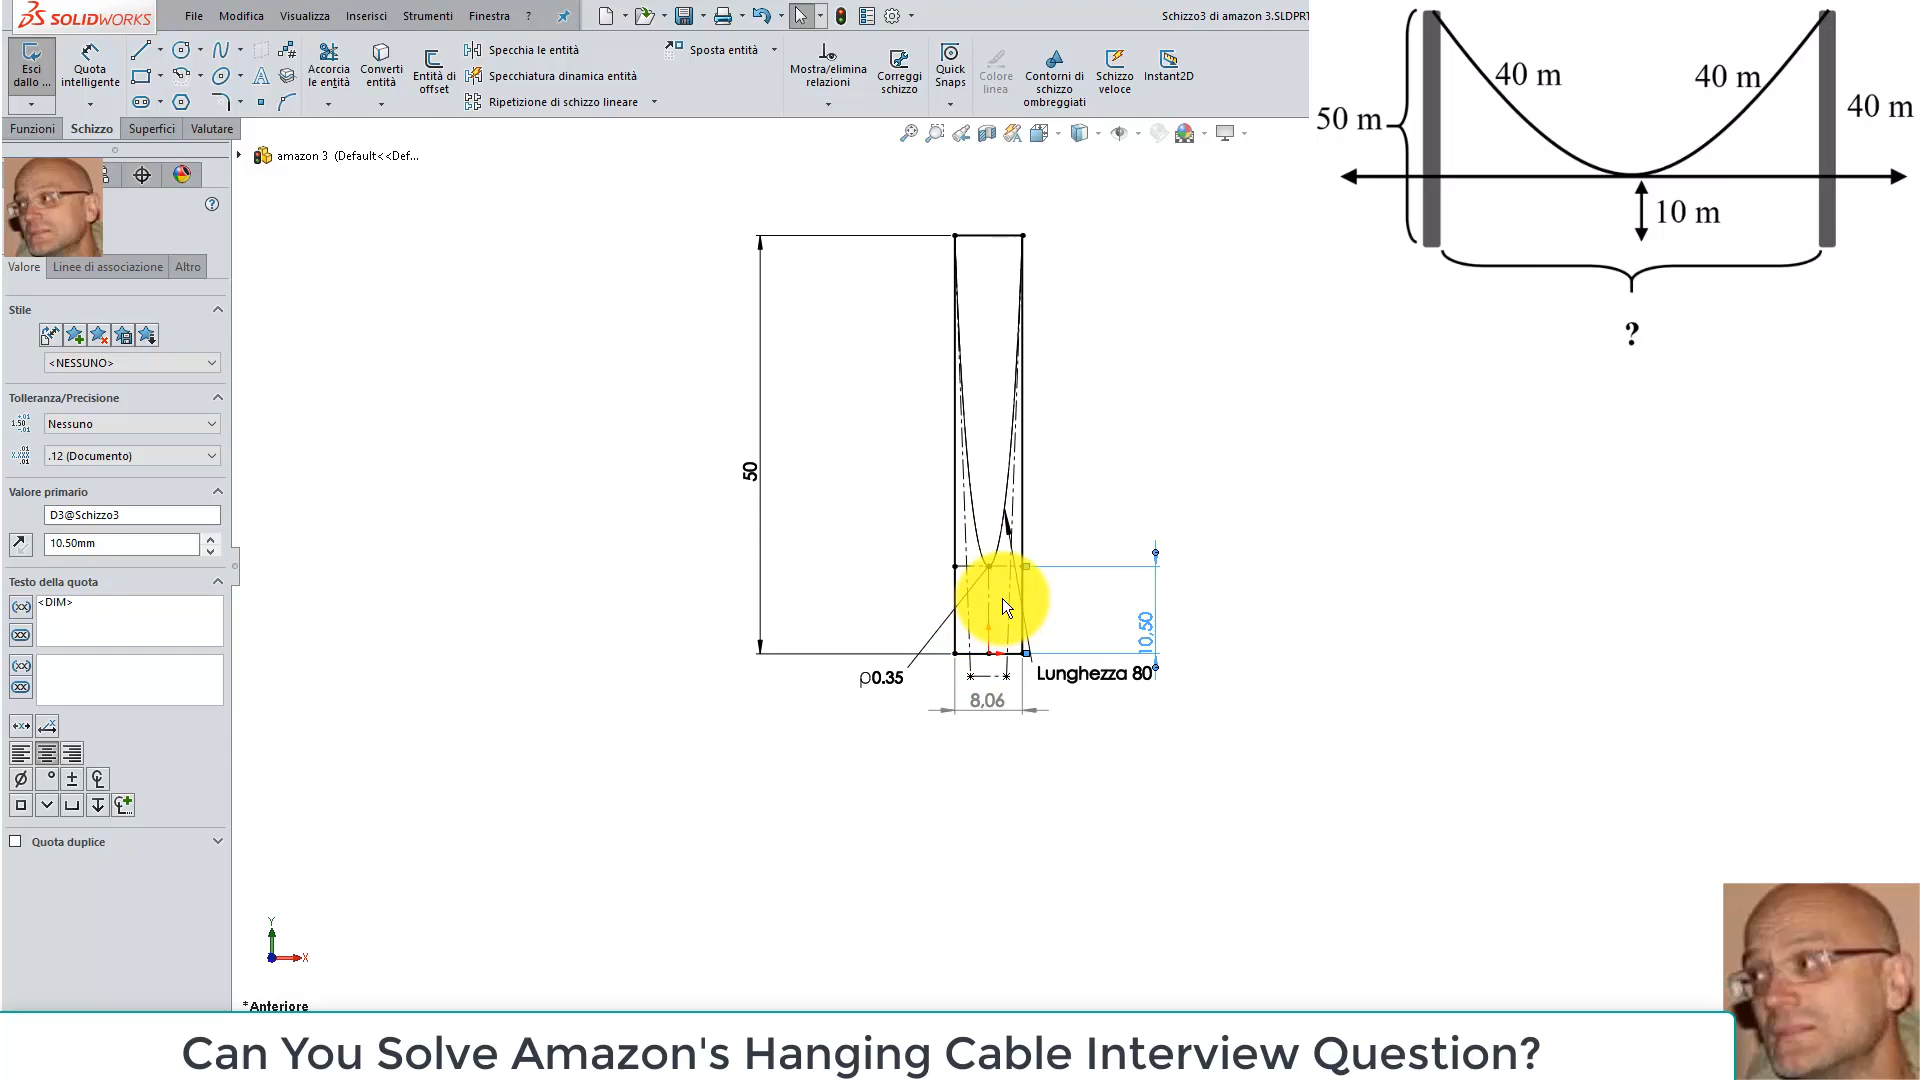 SOLIDWORKS
File Modifica Visualizza Inserisci Strumenti Finestra ?
Schizzo3 di amazon 3.SLDPRT
Esci dallo ...
Quota intelligente
Accorcia le entità
Converti entità
Entità di offset
Specchia le entità
Specchiatura dinamica entità
Ripetizione di schizzo lineare
Sposta entità
Mostra/elimina relazioni
Correggi schizzo
Quick Snaps
Colore linea
Contorni di schizzo ombreggiati
Schizzo veloce
Instant2D
Funzioni Schizzo Superfici Valutare
amazon 3 (Default<<Def...
Valore Linee di associazione Altro
Stile
<NESSUNO>
Tolleranza/Precisione
Nessuno
.12 (Documento)
Valore primario
D3@Schizzo3
10.50mm
Testo della quota
<DIM>
Quota duplice
50
ρ0.35
8,06
Lunghezza 80
10,50
Y
X
*Anteriore
50 m
40 m
40 m
40 m
10 m
?
Can You Solve Amazon's Hanging Cable Interview Question?